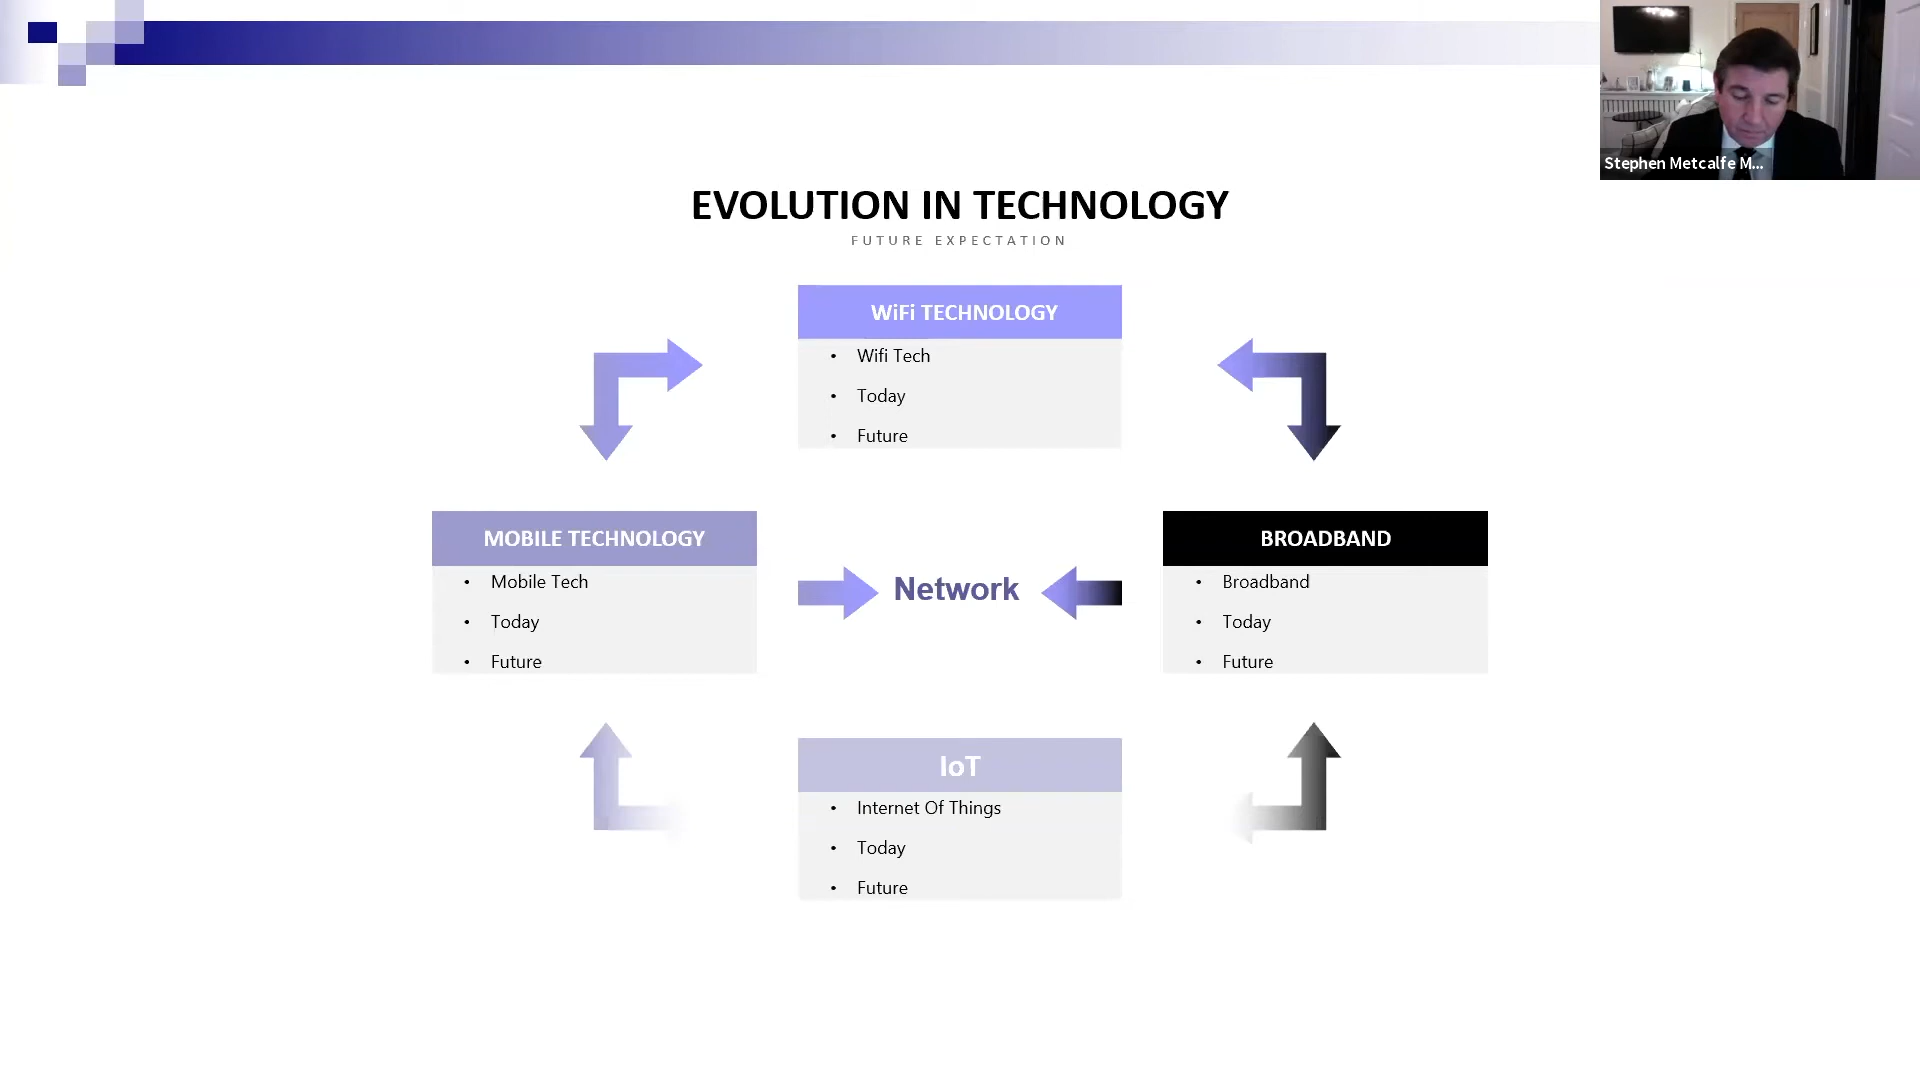 Stephen Metcalfe M...
EVOLUTION IN TECHNOLOGY
FUTURE EXPECTATION
WiFi TECHNOLOGY
• Wifi Tech
• Today
• Future
MOBILE TECHNOLOGY
• Mobile Tech
• Today
• Future
Network
BROADBAND
• Broadband
• Today
• Future
IoT
• Internet Of Things
• Today
• Future